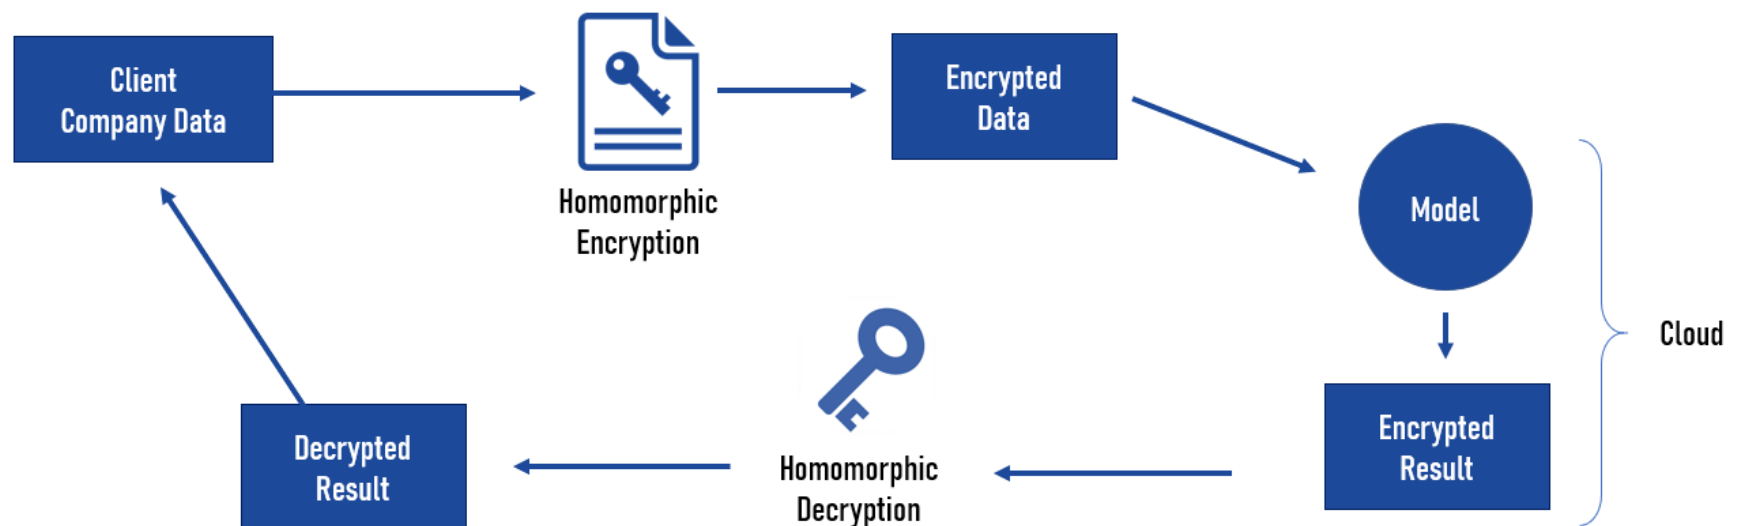 Client
Company Data
Homomorphic
Encryption
Encrypted
Data
Model
Cloud
Encrypted
Result
Homomorphic
Decryption
Decrypted
Result